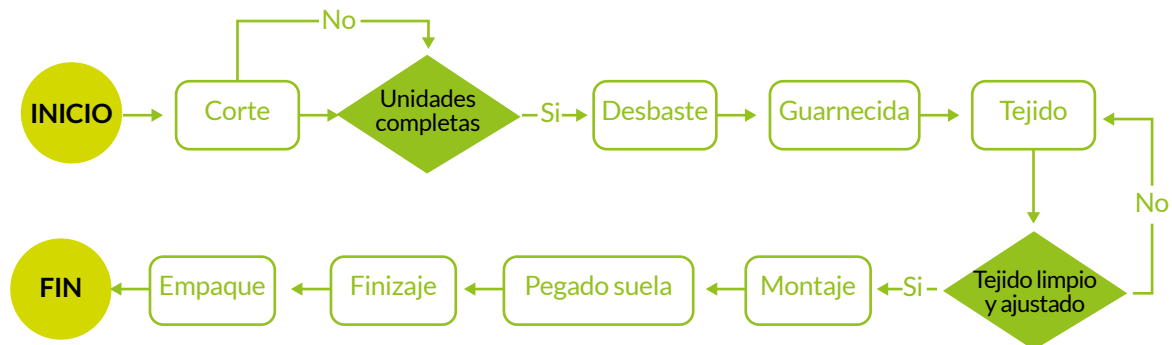 No
INICIO
Corte
Unidades
completas
Si
Desbaste
Guarnecida
Tejido
No
FIN
Empaque
Finizaje
Pegado suela
Montaje
Si
Tejido limpio
y ajustado